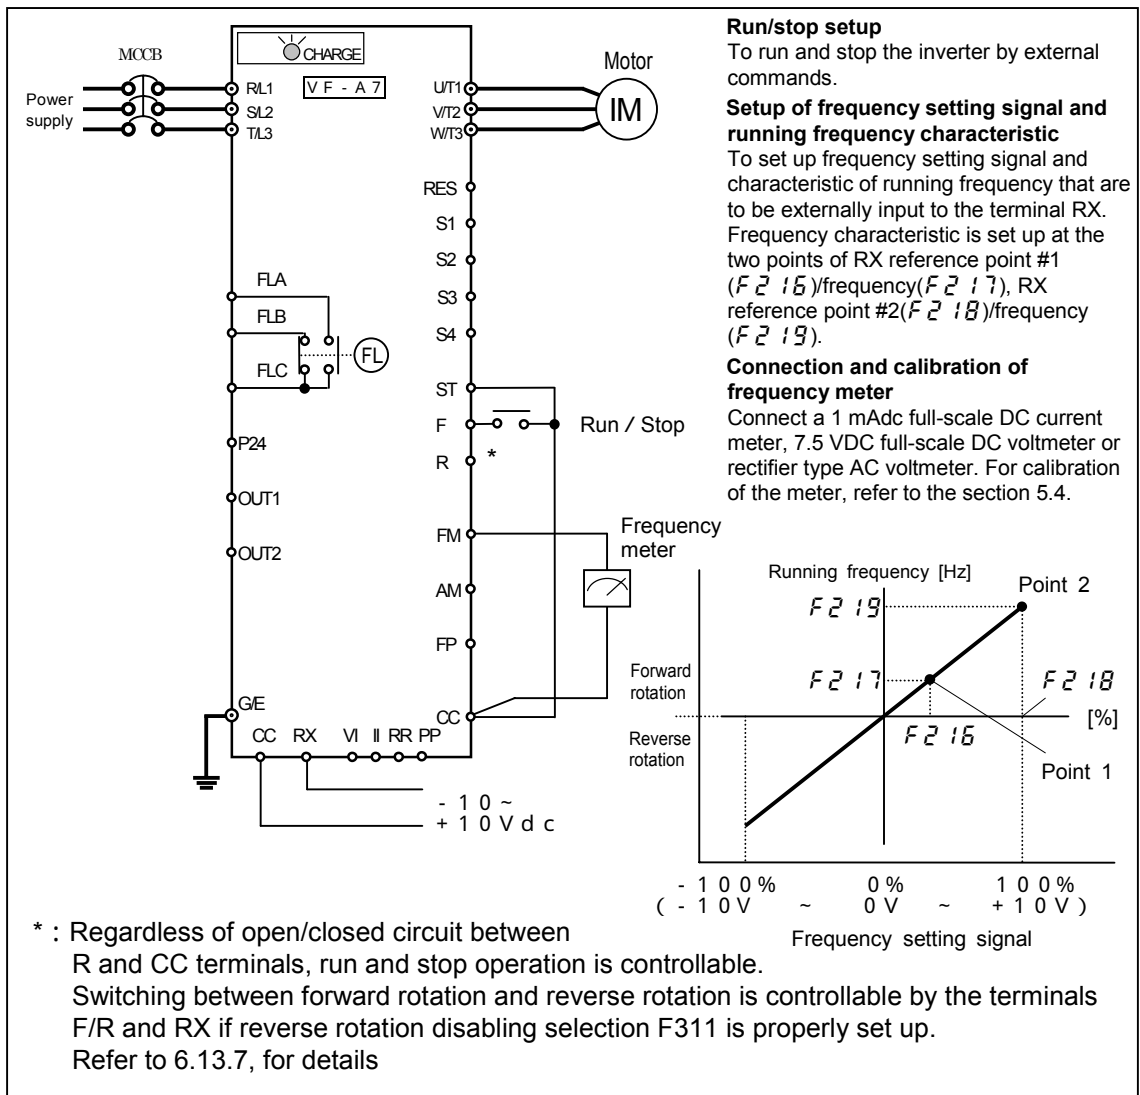 MCCB
Power
supply
CHARGE
VF-A7
R/L1
S/L2
T/L3
U/T1
V/T2
W/T3
Motor
IM
RES
S1
S2
S3
S4
ST
F
R
*
Run / Stop
FLA
FLB
FLC
FL
P24
OUT1
OUT2
FM
AM
FP
CC
Frequency
meter
G/E
CC RX VI II RR PP
-10~
+10Vdc
Run/stop setup
To run and stop the inverter by external
commands.
Setup of frequency setting signal and
running frequency characteristic
To set up frequency setting signal and
characteristic of running frequency that are
to be externally input to the terminal RX.
Frequency characteristic is set up at the
two points of RX reference point #1
(F216)/frequency(F217), RX
reference point #2(F218)/frequency
(F219).
Connection and calibration of
frequency meter
Connect a 1 mAdc full-scale DC current
meter, 7.5 VDC full-scale DC voltmeter or
rectifier type AC voltmeter. For calibration
of the meter, refer to the section 5.4.
Running frequency [Hz]
Point 2
F219
F217
F218
F216
[%]
Point 1
Forward
rotation
Reverse
rotation
-100% 0% 100%
(-10V ~ 0V ~ +10V)
Frequency setting signal
* : Regardless of open/closed circuit between
R and CC terminals, run and stop operation is controllable.
Switching between forward rotation and reverse rotation is controllable by the terminals
F/R and RX if reverse rotation disabling selection F311 is properly set up.
Refer to 6.13.7, for details